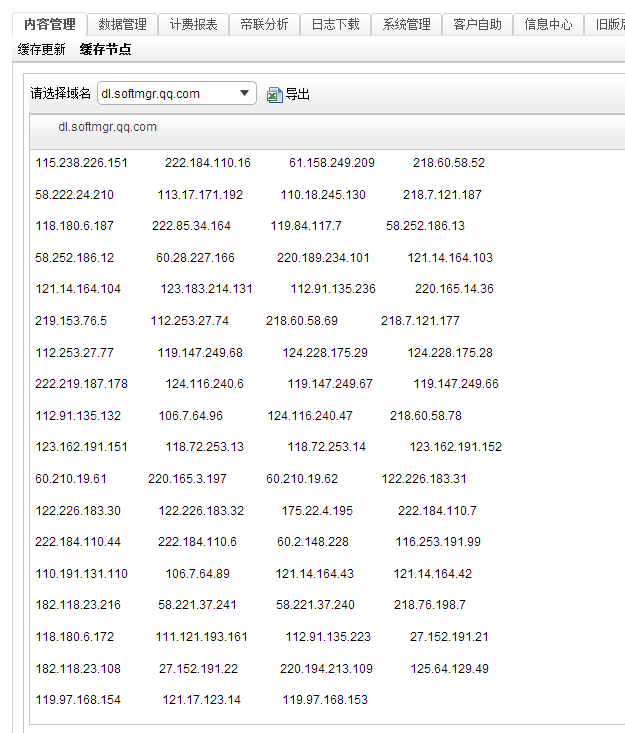 内容管理 数据管理 计费报表 帝联分析 日志下载 系统管理 客户自助 信息中心 旧版
缓存更新 缓存节点
请选择域名 dl.softmgr.qq.com 导出
dl.softmgr.qq.com
115.238.226.151 222.184.110.16 61.158.249.209 218.60.58.52
58.222.24.210 113.17.171.192 110.18.245.130 218.7.121.187
118.180.6.187 222.85.34.164 119.84.117.7 58.252.186.13
58.252.186.12 60.28.227.166 220.189.234.101 121.14.164.103
121.14.164.104 123.183.214.131 112.91.135.236 220.165.14.36
219.153.76.5 112.253.27.74 218.60.58.69 218.7.121.177
112.253.27.77 119.147.249.68 124.228.175.29 124.228.175.28
222.219.187.178 124.116.240.6 119.147.249.67 119.147.249.66
112.91.135.132 106.7.64.96 124.116.240.47 218.60.58.78
123.162.191.151 118.72.253.13 118.72.253.14 123.162.191.152
60.210.19.61 220.165.3.197 60.210.19.62 122.226.183.31
122.226.183.30 122.226.183.32 175.22.4.195 222.184.110.7
222.184.110.44 222.184.110.6 60.2.148.228 116.253.191.99
110.191.131.110 106.7.64.89 121.14.164.43 121.14.164.42
182.118.23.216 58.221.37.241 58.221.37.240 218.76.198.7
118.180.6.172 111.121.193.161 112.91.135.223 27.152.191.21
182.118.23.108 27.152.191.22 220.194.213.109 125.64.129.49
119.97.168.154 121.17.123.14 119.97.168.153